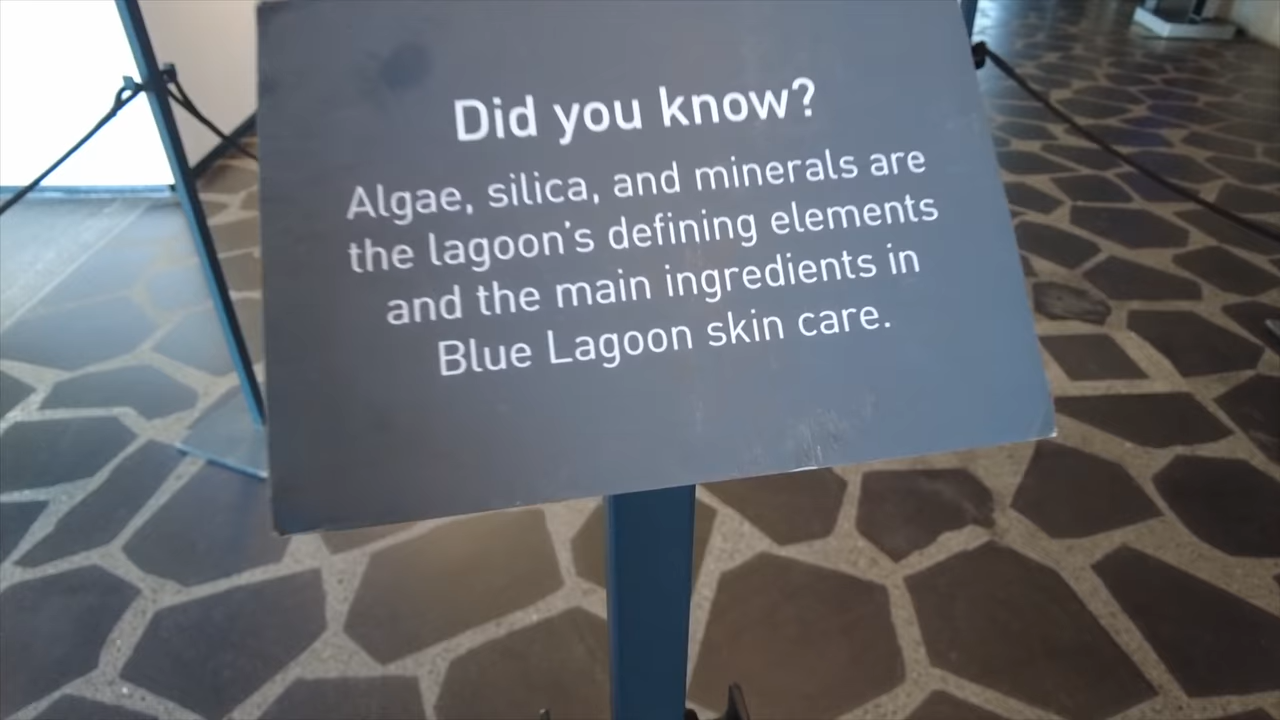 Did you know?
Algae, silica, and minerals are
the lagoon's defining elements
and the main ingredients in
Blue Lagoon skin care.